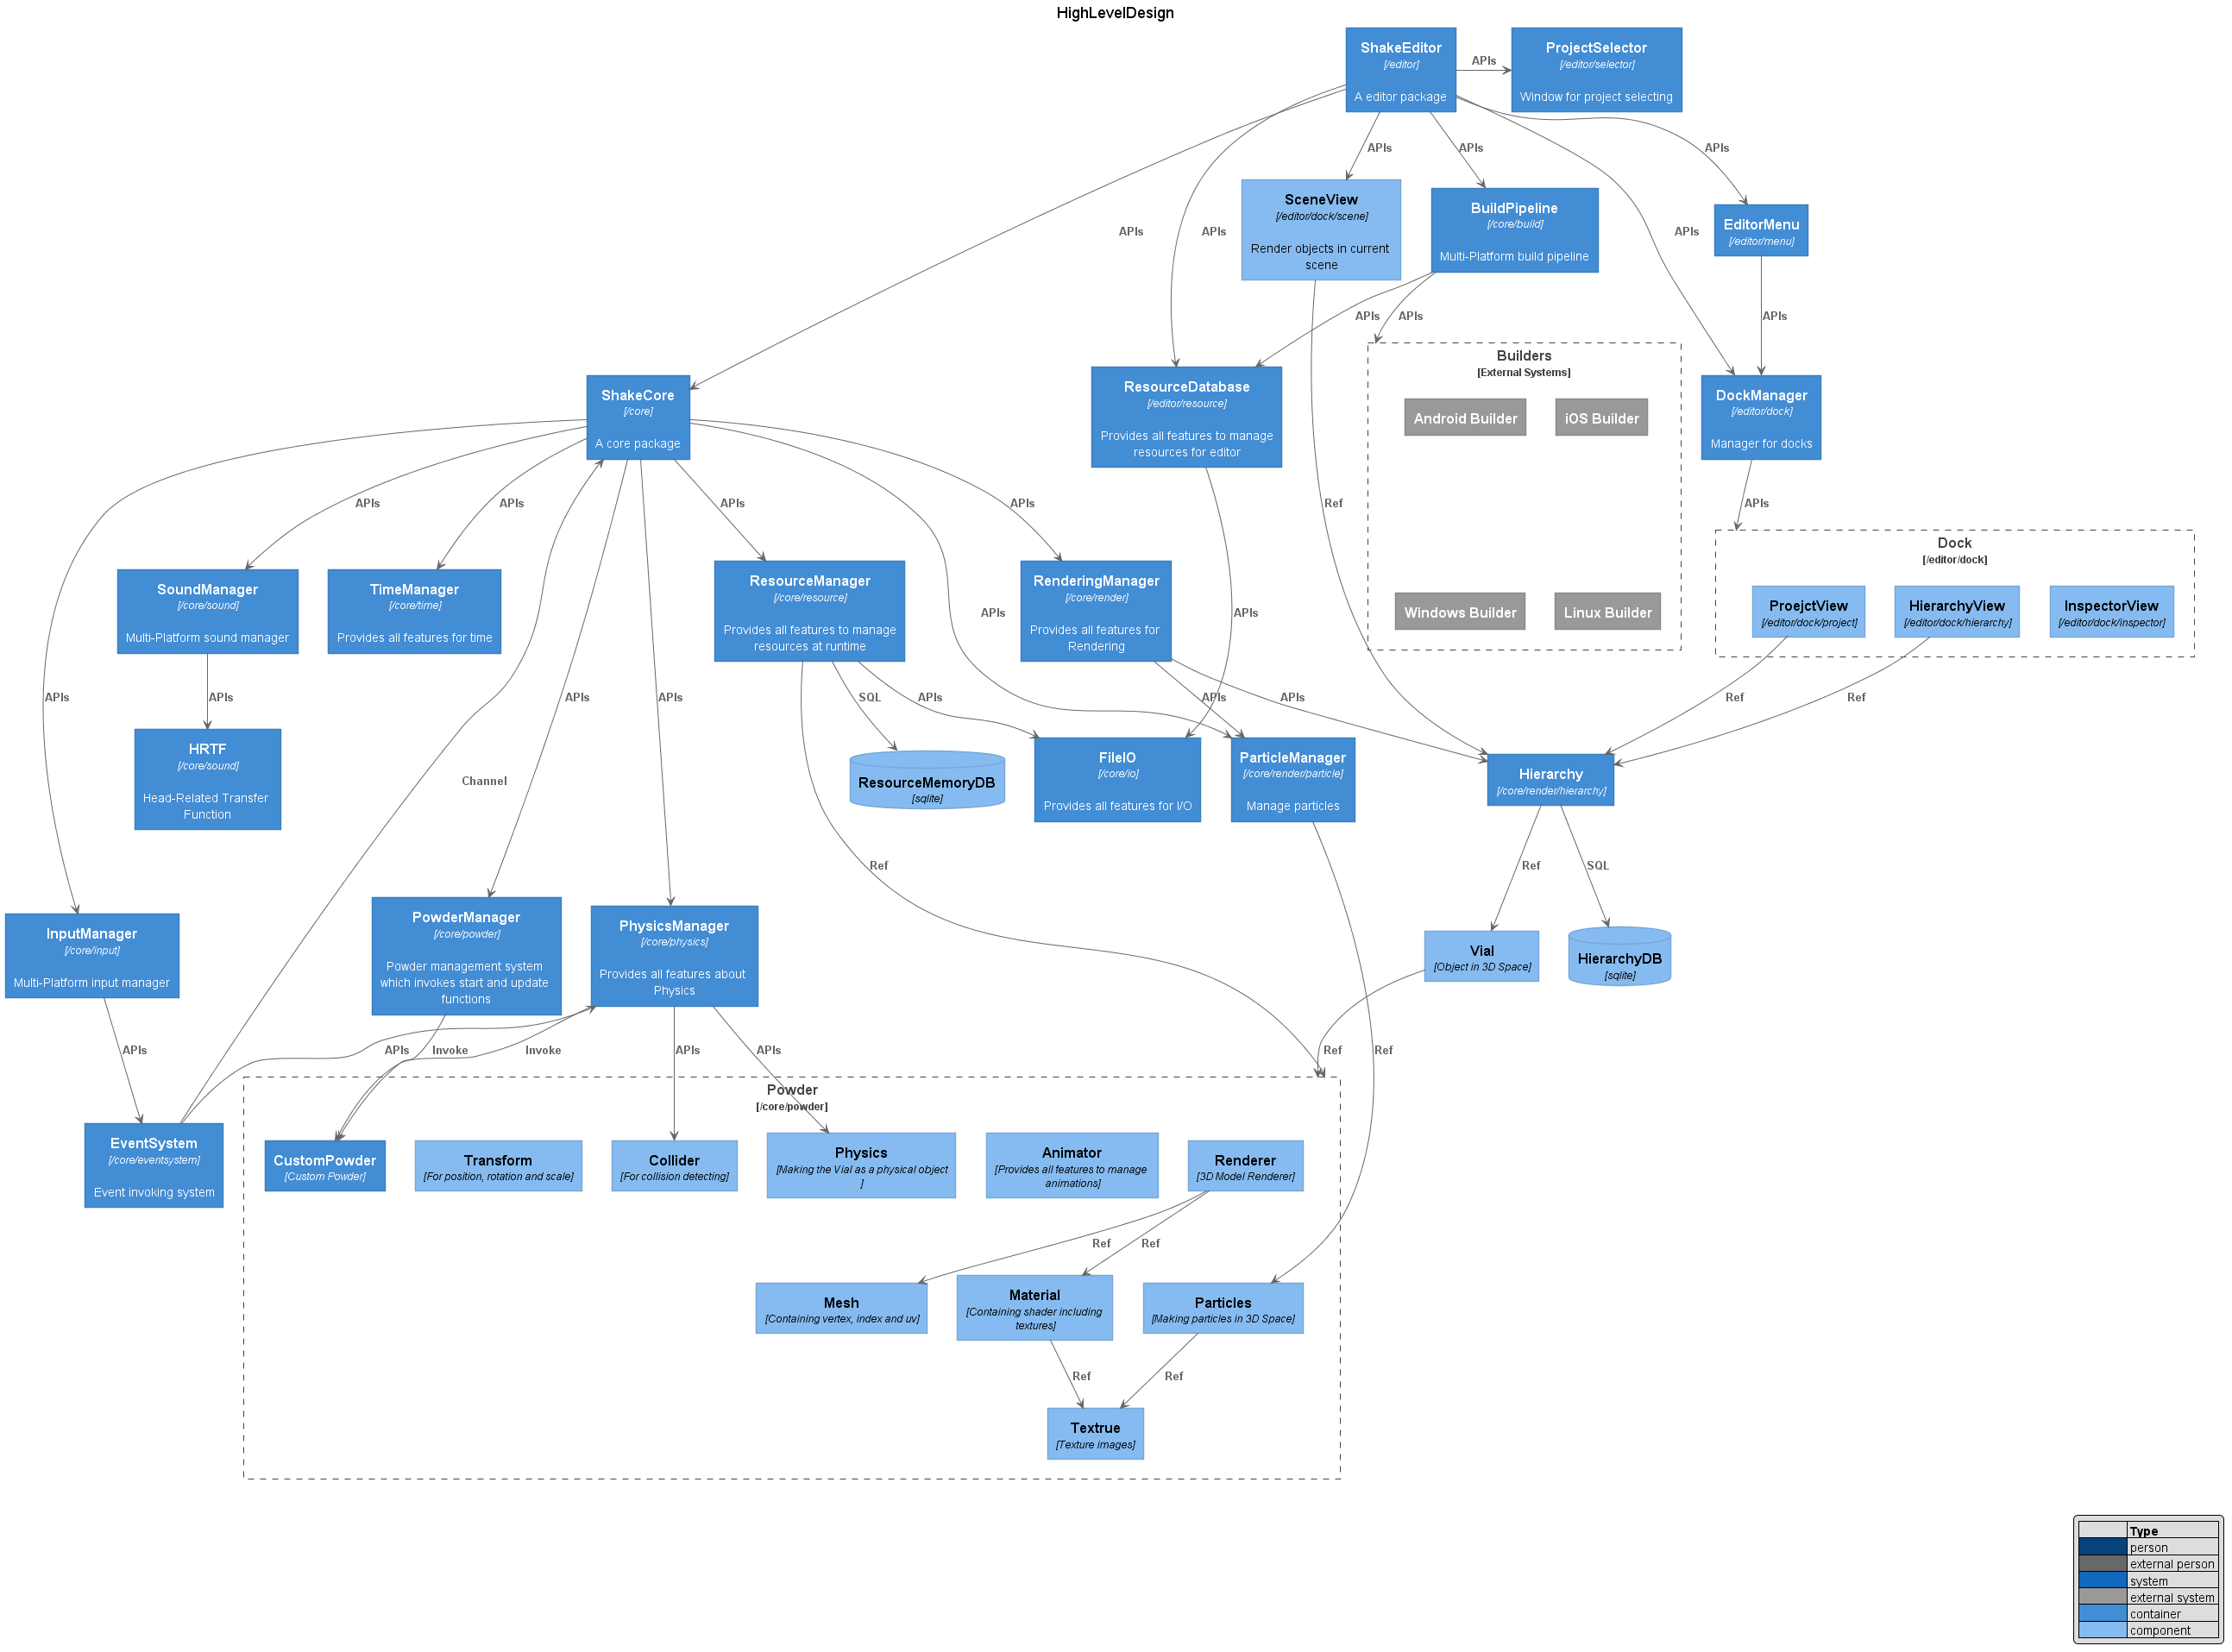 HighLevelDesign
ShakeEditor
[/editor]
A editor package
APIs
ProjectSelector
[/editor/selector]
Window for project selecting
APIs
APIs
APIs
APIs
APIs
APIs
SceneView
[/editor/dock/scene]
Render objects in current
scene
BuildPipeline
[/core/build]
Multi-Platform build pipeline
EditorMenu
[/editor/menu]
APIs
APIs
APIs
Builders
[External Systems]
Android Builder
iOS Builder
Windows Builder
Linux Builder
ShakeCore
[/core]
A core package
ResourceDatabase
[/editor/resource]
Provides all features to manage
resources for editor
DockManager
[/editor/dock]
Manager for docks
APIs
APIs
APIs
APIs
Ref
APIs
Dock
[/editor/dock]
ProejctView
[/editor/dock/project]
HierarchyView
[/editor/dock/hierarchy]
InspectorView
[/editor/dock/inspector]
SoundManager
[/core/sound]
Multi-Platform sound manager
TimeManager
[/core/time]
Provides all features for time
ResourceManager
[/core/resource]
Provides all features to manage
resources at runtime
RenderingManager
[/core/render]
Provides all features for
Rendering
APIs
APIs
APIs
APIs
APIs
SQL
APIs
APIs
APIs
APIs
Ref
Ref
HRTF
[/core/sound]
Head-Related Transfer
Function
Channel
ResourceMemoryDB
[sqlite]
FileIO
[/core/io]
Provides all features for I/O
ParticleManager
[/core/render/particle]
Manage particles
Hierarchy
[/core/render/hierarchy]
Ref
Ref
SQL
InputManager
[/core/input]
Multi-Platform input manager
PowderManager
[/core/powder]
Powder management system
which invokes start and update
functions
PhysicsManager
[/core/physics]
Provides all features about
Physics
Vial
[Object in 3D Space]
HierarchyDB
[sqlite]
APIs
APIs
Invoke
Invoke
APIs
APIs
Ref
Ref
Powder
[/core/powder]
EventSystem
[/core/eventsystem]
Event invoking system
CustomPowder
[Custom Powder]
Transform
[For position, rotation and scale]
Collider
[For collision detecting]
Physics
[Making the Vial as a physical object
]
Animator
[Provides all features to manage
animations]
Renderer
[3D Model Renderer]
Ref
Ref
Mesh
[Containing vertex, index and uv]
Material
[Containing shader including
textures]
Particles
[Making particles in 3D Space]
Ref
Ref
Textrue
[Texture images]
Type
person
external person
system
external system
container
component